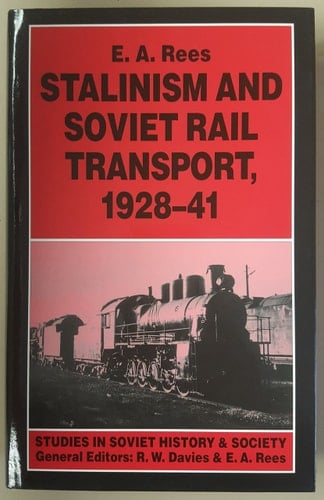 E. A. Rees
STALINISM AND
SOVIET RAIL
TRANSPORT,
1928–41
STUDIES IN SOVIET HISTORY & SOCIETY
General Editors: R. W. Davies & E. A. Rees